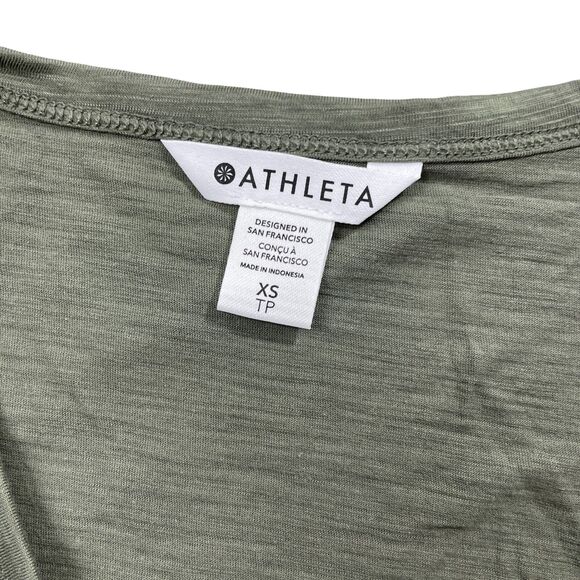 ATHLETA
DESIGNED IN
SAN FRANCISCO
CONÇU À
SAN FRANCISCO
MADE IN INDONESIA
XS
TP